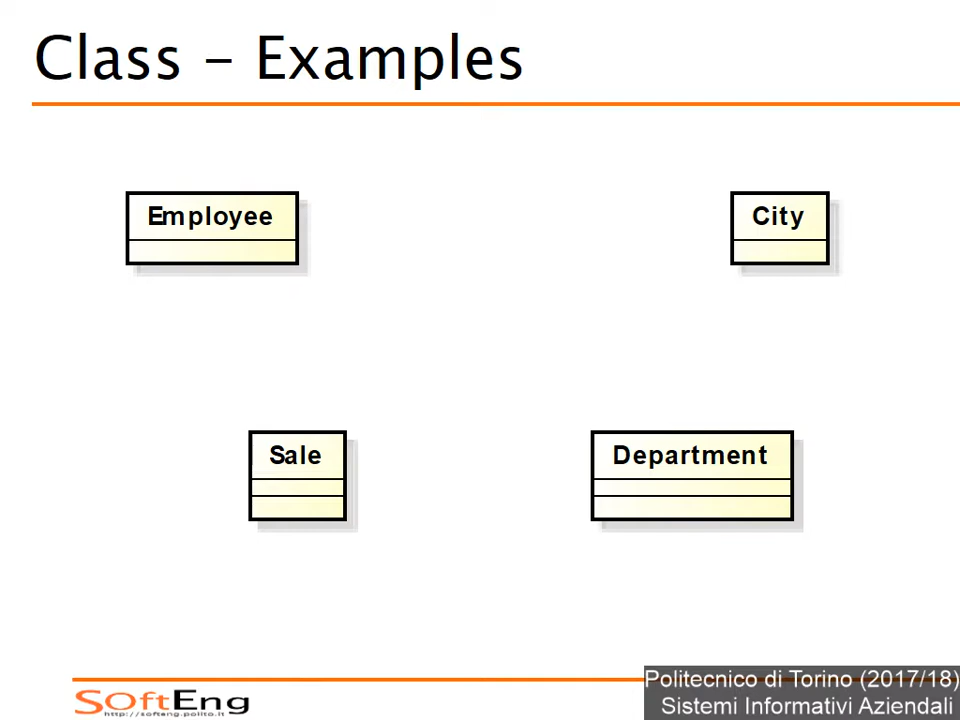 Class – Examples
Employee
City
Sale
Department
SOftEng
http://softeng.polito.it
Politecnico di Torino (2017/18)
Sistemi Informativi Aziendali